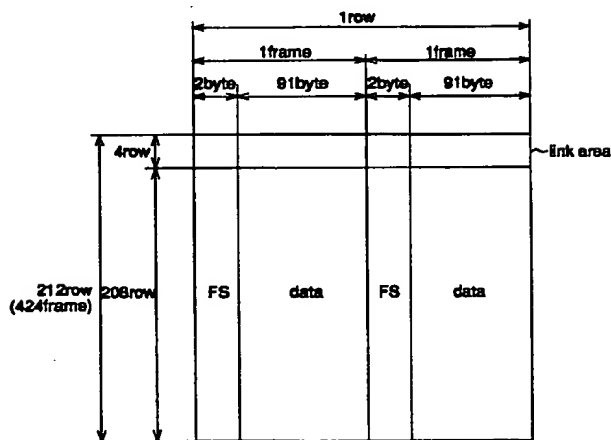 1row
1frame 1frame
2byte 91byte 2byte 91byte
4row
link area
212row
(424frame)
208row
FS data FS data